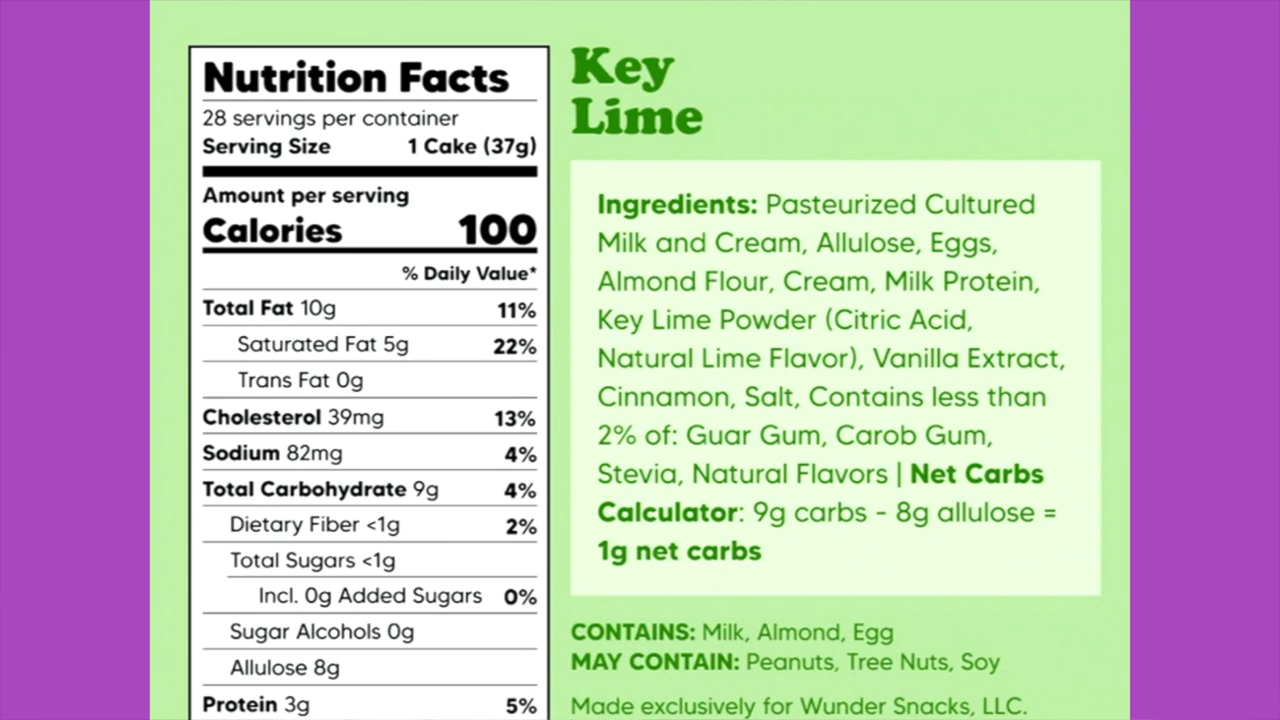 Nutrition Facts
28 servings per container
Serving Size 1 Cake (37g)
Amount per serving
Calories 100
% Daily Value*
Total Fat 10g 11%
Saturated Fat 5g 22%
Trans Fat 0g
Cholesterol 39mg 13%
Sodium 82mg 4%
Total Carbohydrate 9g 4%
Dietary Fiber <1g 2%
Total Sugars <1g
Incl. 0g Added Sugars 0%
Sugar Alcohols 0g
Allulose 8g
Protein 3g 5%
Key
Lime
Ingredients: Pasteurized Cultured
Milk and Cream, Allulose, Eggs,
Almond Flour, Cream, Milk Protein,
Key Lime Powder (Citric Acid,
Natural Lime Flavor), Vanilla Extract,
Cinnamon, Salt, Contains less than
2% of: Guar Gum, Carob Gum,
Stevia, Natural Flavors | Net Carbs
Calculator: 9g carbs - 8g allulose =
1g net carbs
CONTAINS: Milk, Almond, Egg
MAY CONTAIN: Peanuts, Tree Nuts, Soy
Made exclusively for Wunder Snacks, LLC.